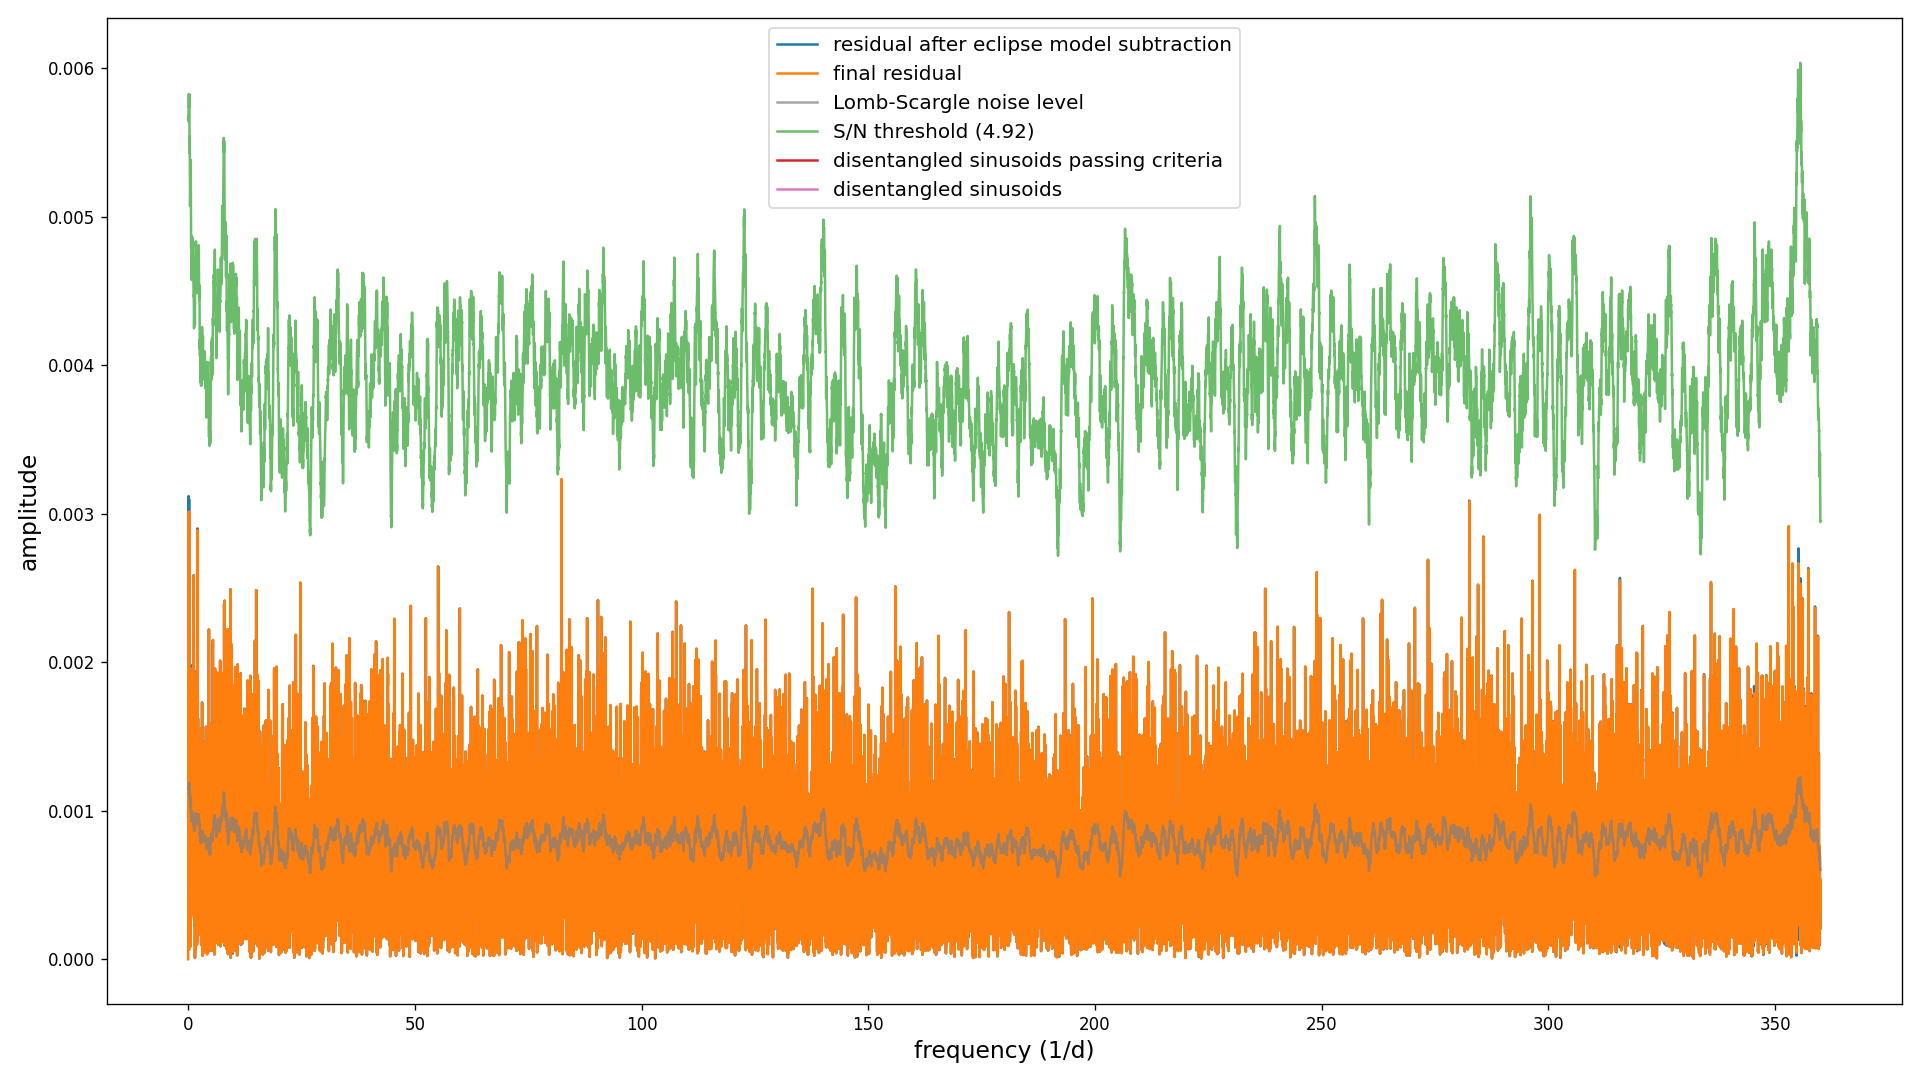 residual after eclipse model subtraction
final residual
Lomb-Scargle noise level
S/N threshold (4.92)
disentangled sinusoids passing criteria
disentangled sinusoids
amplitude
0.006
0.005
0.004
0.003
0.002
0.001
0.000
0 50 100 150 200 250 300 350
frequency (1/d)